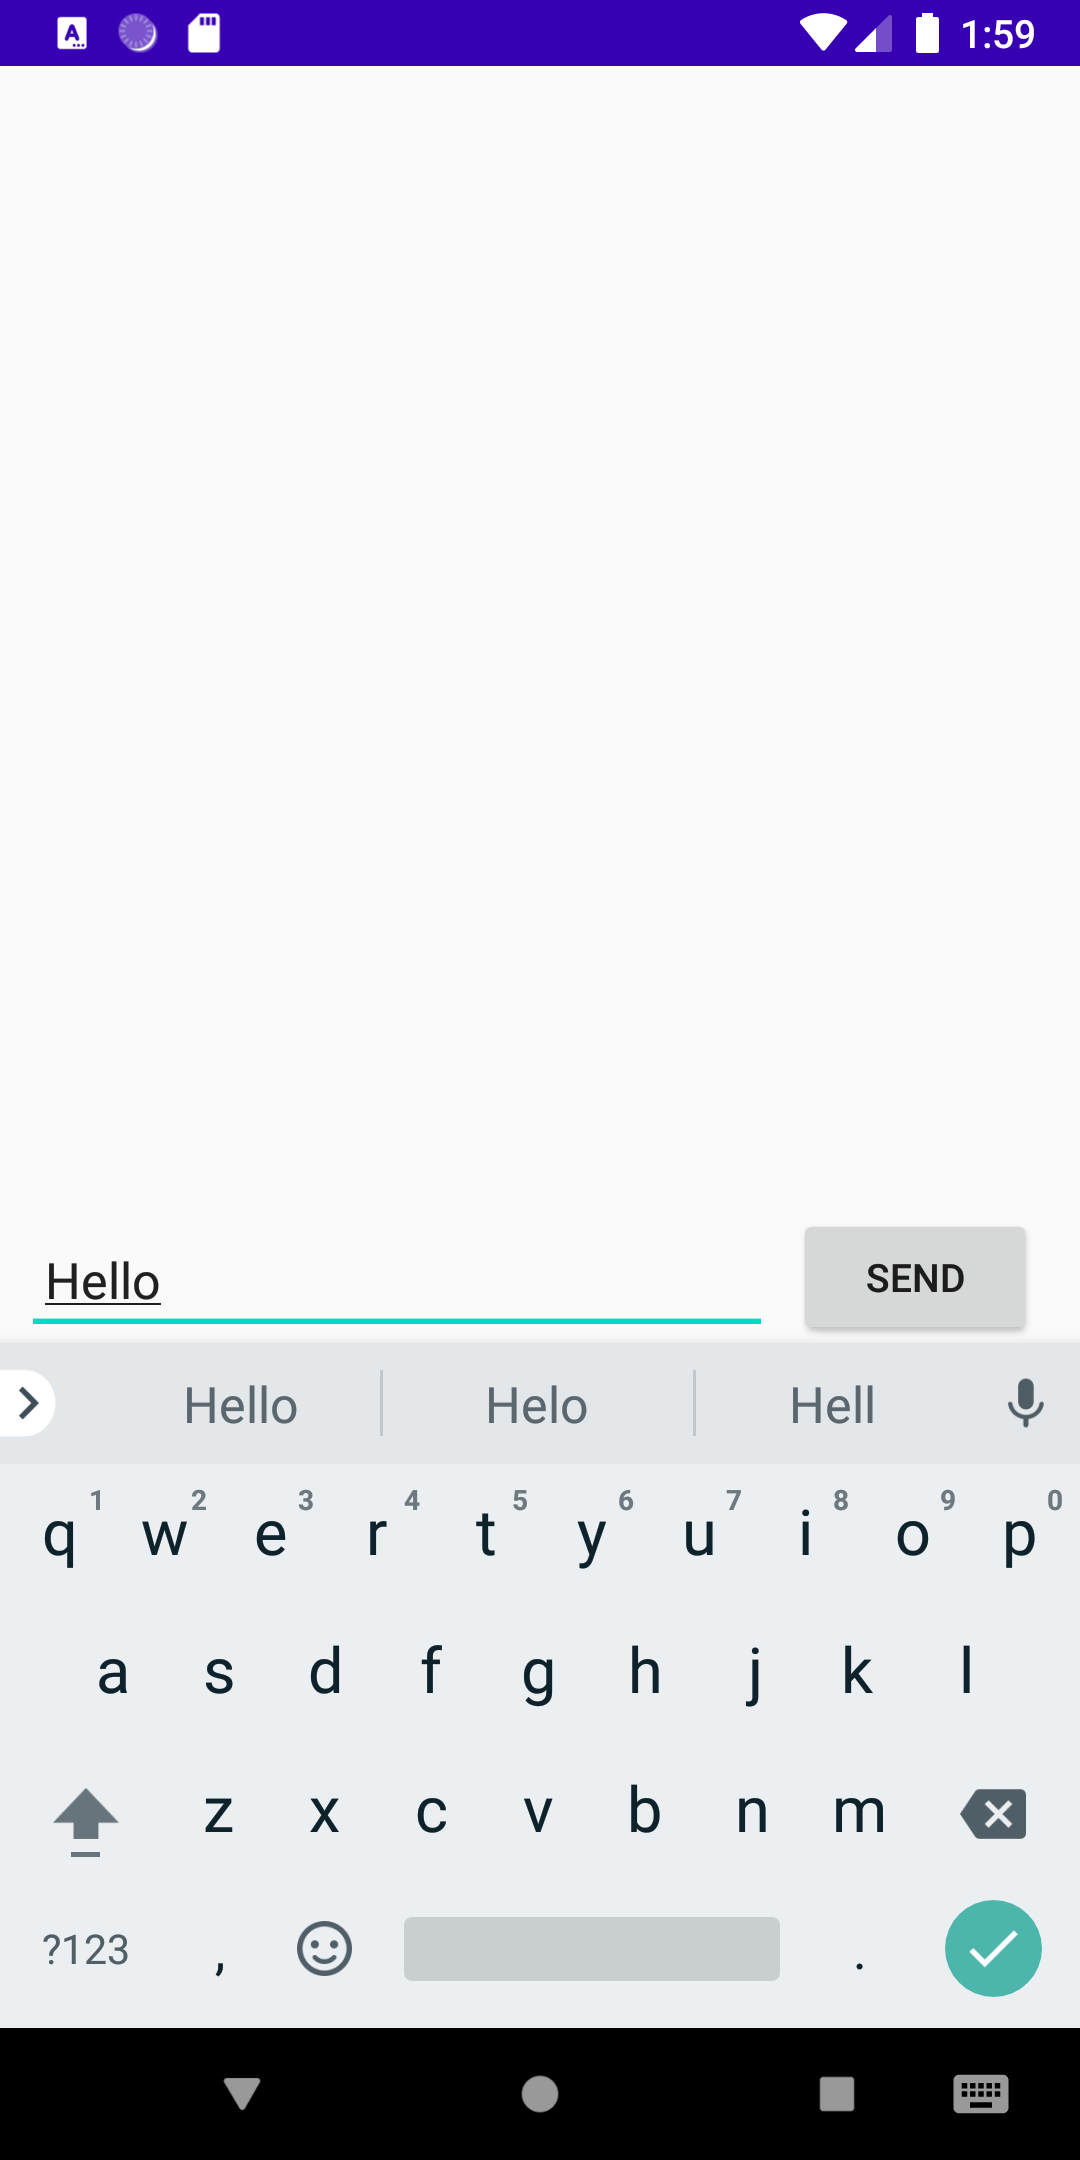 1:59
Hello
SEND
Hello Helo Hell
1 2 3 4 5 6 7 8 9 0
q w e r t y u i o p
a s d f g h j k l
z x c v b n m
?123 , .